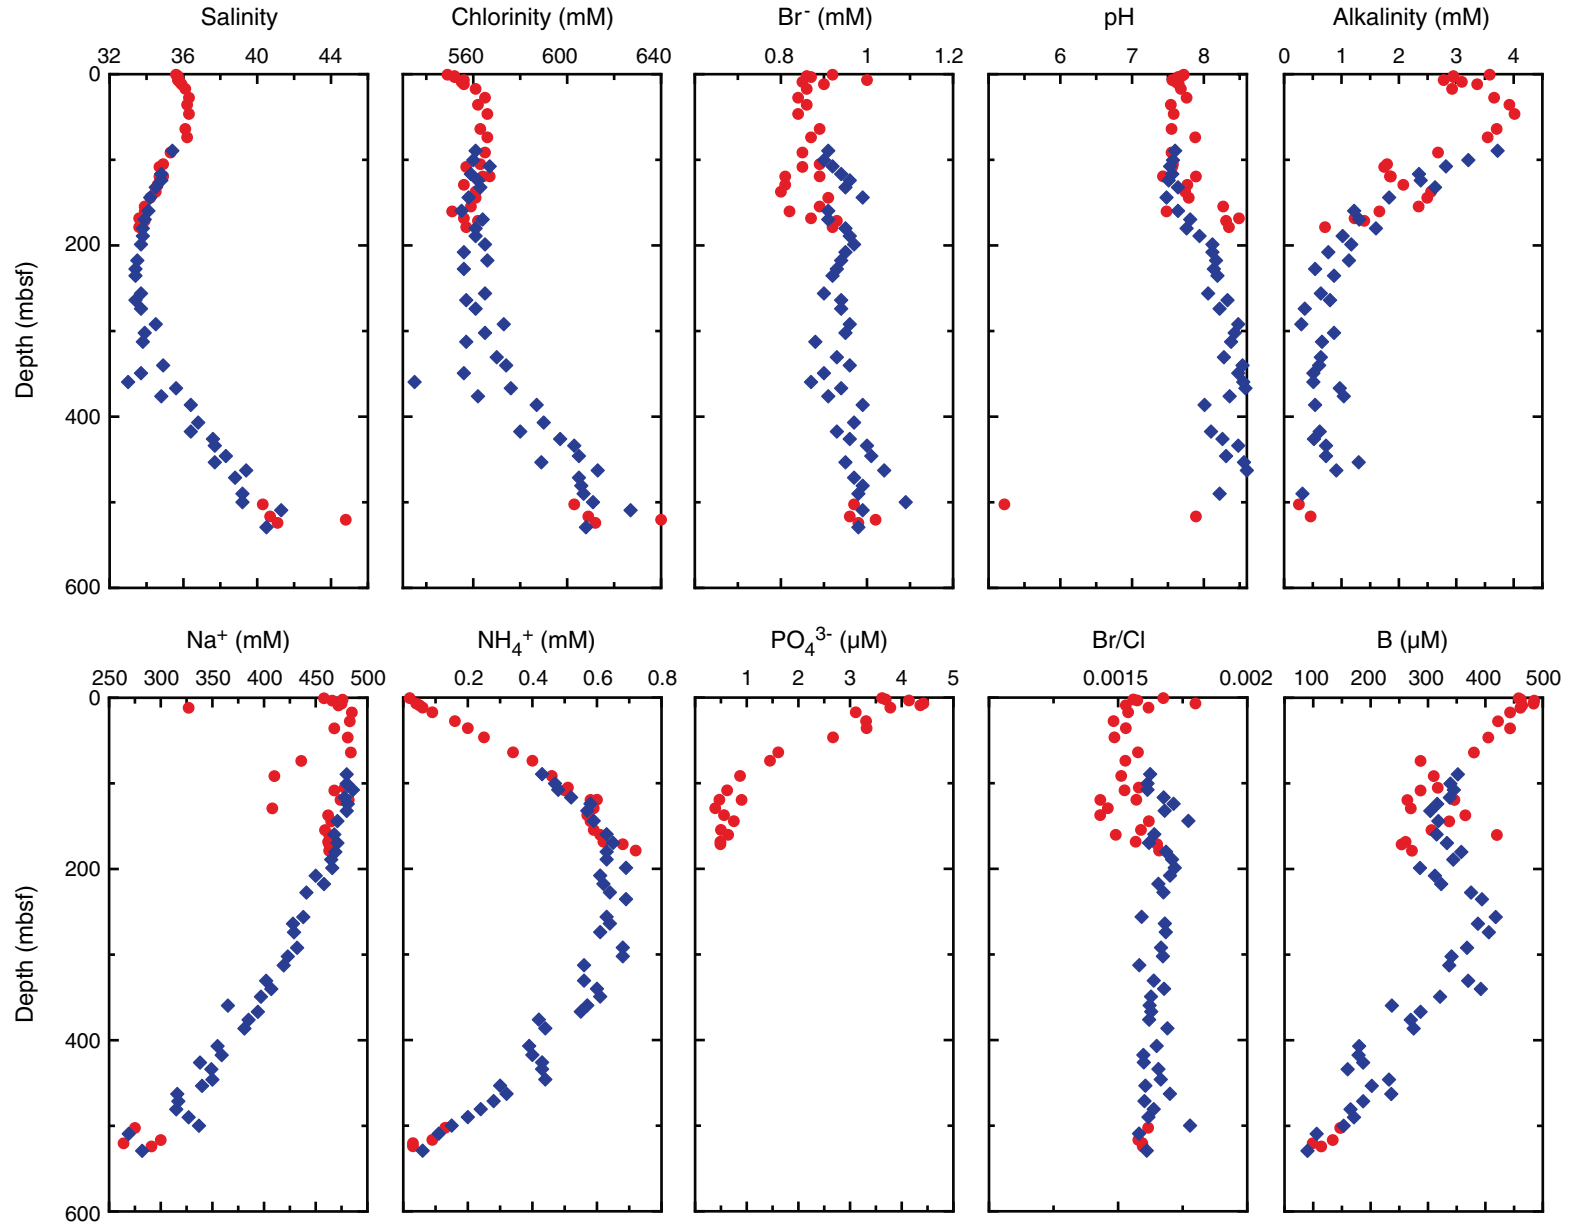 Salinity Chlorinity (mM) Br⁻ (mM) pH Alkalinity (mM)
32 36 40 44 560 600 640 0.8 1 1.2 6 7 8 0 1 2 3 4
0
200
400
600
Depth (mbsf)
Na⁺ (mM) NH₄⁺ (mM) PO₄³⁻ (µM) Br/Cl B (µM)
250 300 350 400 450 500 0.2 0.4 0.6 0.8 1 2 3 4 5 0.0015 0.002 100 200 300 400 500
0
200
400
600
Depth (mbsf)